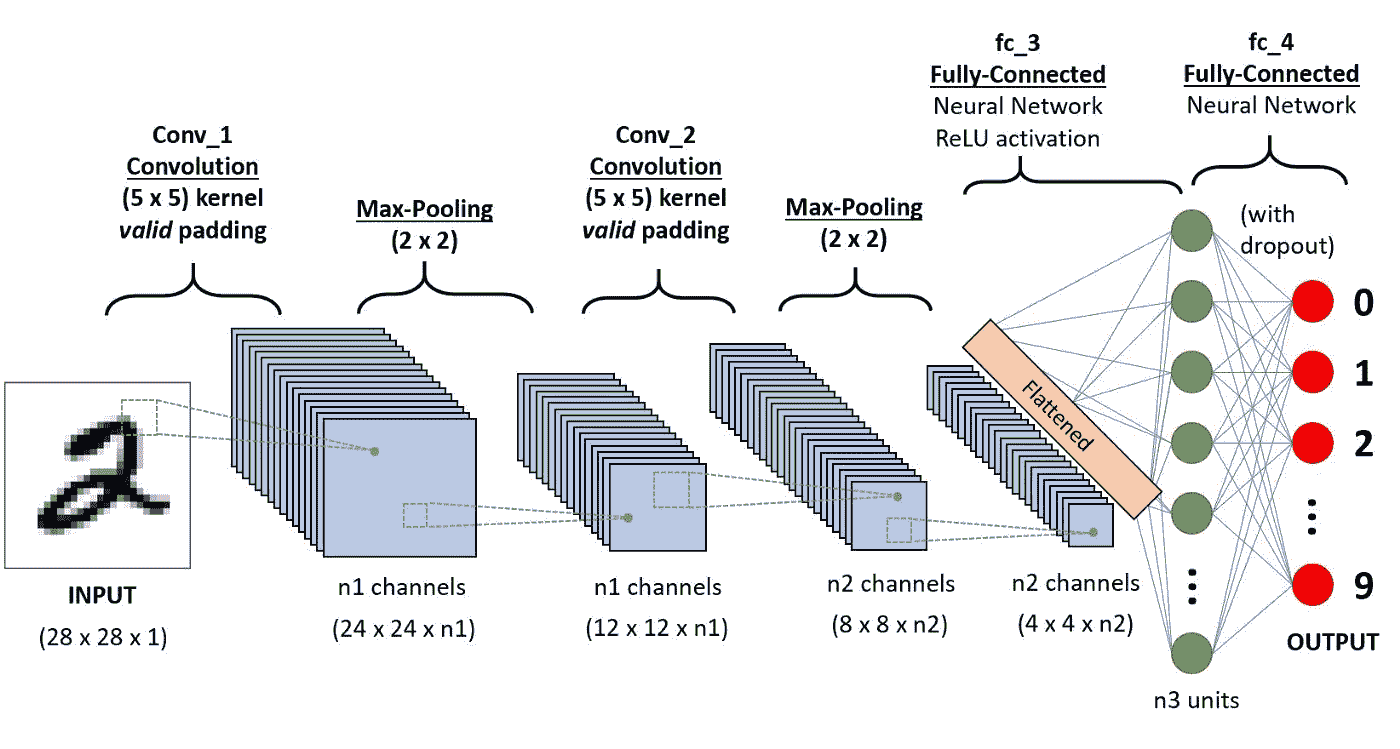 Conv_1
Convolution
(5 x 5) kernel
valid padding
Max-Pooling
(2 x 2)
Conv_2
Convolution
(5 x 5) kernel
valid padding
Max-Pooling
(2 x 2)
fc_3
Fully-Connected
Neural Network
ReLU activation
fc_4
Fully-Connected
Neural Network
(with
dropout)
Flattened
0
1
2
9
OUTPUT
2
INPUT
(28 x 28 x 1)
n1 channels
(24 x 24 x n1)
n1 channels
(12 x 12 x n1)
n2 channels
(8 x 8 x n2)
n2 channels
(4 x 4 x n2)
n3 units